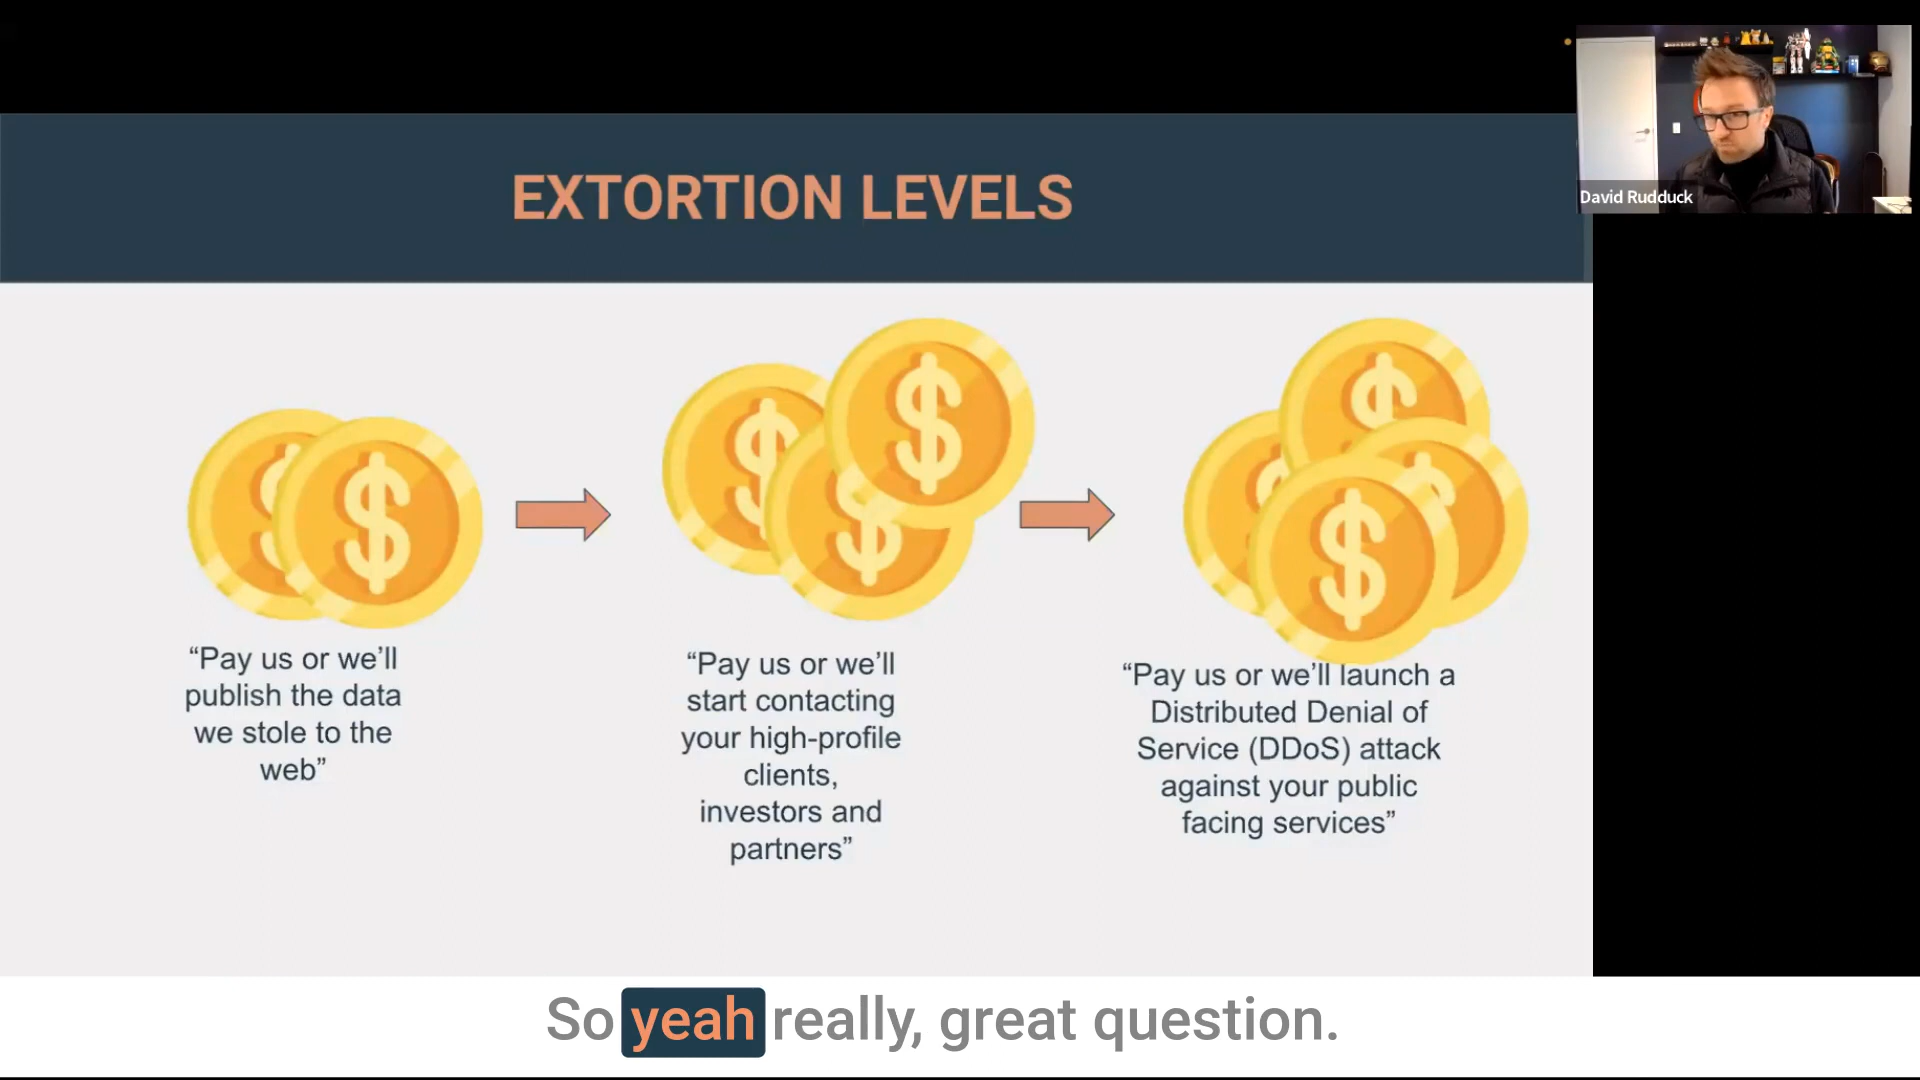 EXTORTION LEVELS
David Rudduck
“Pay us or we’ll
publish the data
we stole to the
web”
“Pay us or we’ll
start contacting
your high-profile
clients,
investors and
partners”
“Pay us or we’ll launch a
Distributed Denial of
Service (DDoS) attack
against your public
facing services”
So yeah really, great question.